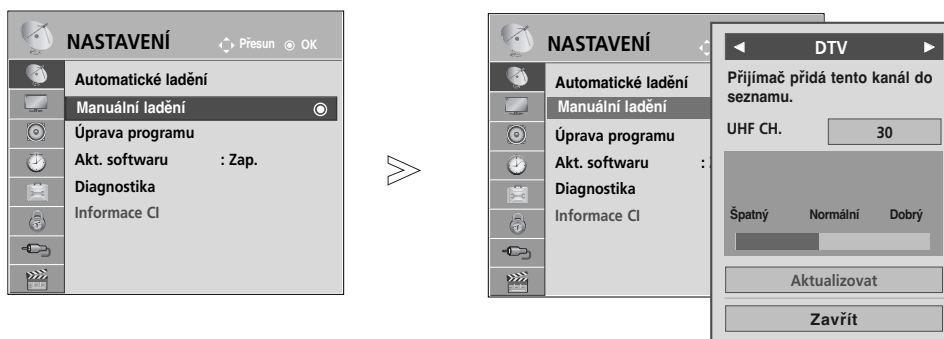 NASTAVENÍ Přesun OK
Automatické ladění
Manuální ladění
Úprava programu
Akt. softwaru : Zap.
Diagnostika
Informace CI
NASTAVENÍ
Automatické ladění
Manuální ladění
Úprava programu
Akt. softwaru :
Diagnostika
Informace CI
DTV
Přijímač přidá tento kanál do
seznamu.
UHF CH. 30
Špatný Normální Dobrý
Aktualizovat
Zavřít